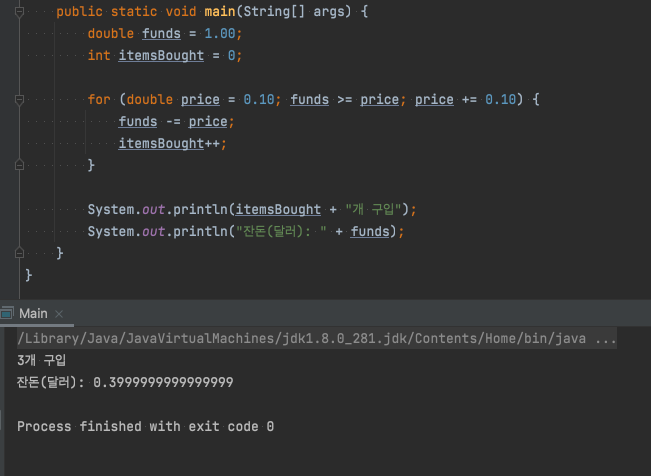 public static void main(String[] args) {
double funds = 1.00;
int itemsBought = 0;
for (double price = 0.10; funds >= price; price += 0.10) {
funds -= price;
itemsBought++;
}
System.out.println(itemsBought + "개 구입");
System.out.println("잔돈(달러): " + funds);
}
}
Main ×
/Library/Java/JavaVirtualMachines/jdk1.8.0_281.jdk/Contents/Home/bin/java ...
3개 구입
잔돈(달러): 0.3999999999999999
Process finished with exit code 0